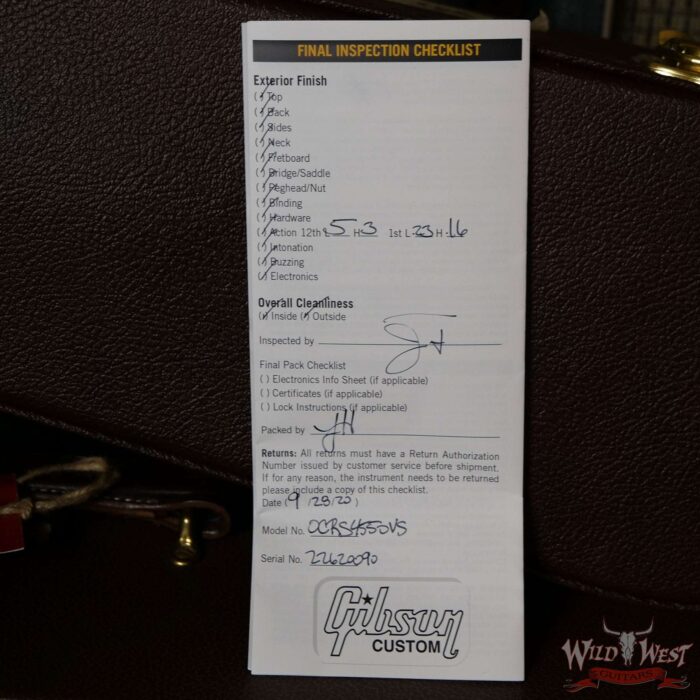 FINAL INSPECTION CHECKLIST
Exterior Finish
(✓) Top
(✓) Back
(✓) Sides
(✓) Neck
(✓) Fretboard
(✓) Bridge/Saddle
(✓) Peghead/Nut
(✓) Binding
(✓) Hardware
(✓) Action 12th L 5 H 3 1st L .23 H .16
(✓) Intonation
(✓) Buzzing
(✓) Electronics
Overall Cleanliness
(✓) Inside (✓) Outside
Inspected by
Final Pack Checklist
( ) Electronics Info Sheet (if applicable)
( ) Certificates (if applicable)
( ) Lock Instructions (if applicable)
Packed by
Returns: All returns must have a Return Authorization
Number issued by customer service before shipment.
If for any reason, the instrument needs to be returned
please include a copy of this checklist.
Date (9 /28/20 )
Model No. OCRSH550VS
Serial No. 22620090
Gibson
CUSTOM
WILD WEST
GUITARS